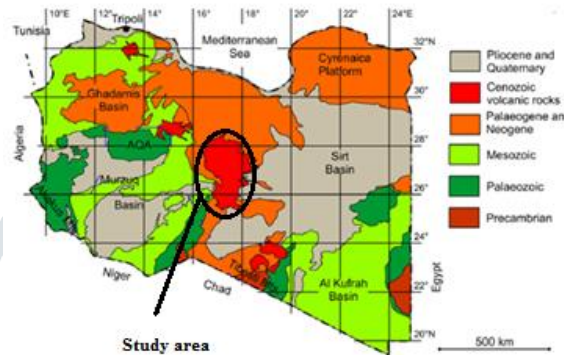 10°E 12° 14° 16° 18° 20° 22° 24°E
Tunisia
Tripoli
Mediterranean
Sea
32°N
Cyrenaica
Platform
30°
Ghadamis
Basin
Algeria
28°
AQA
Sirt
Basin
Murzuq
Basin
26°
24°
Niger
Chad
Al Kufrah
Basin
22°
Egypt
20°N
Study area
Pliocene and
Quaternary
Cenozoic
volcanic rocks
Palaeogene and
Neogene
Mesozoic
Palaeozoic
Precambrian
500 km